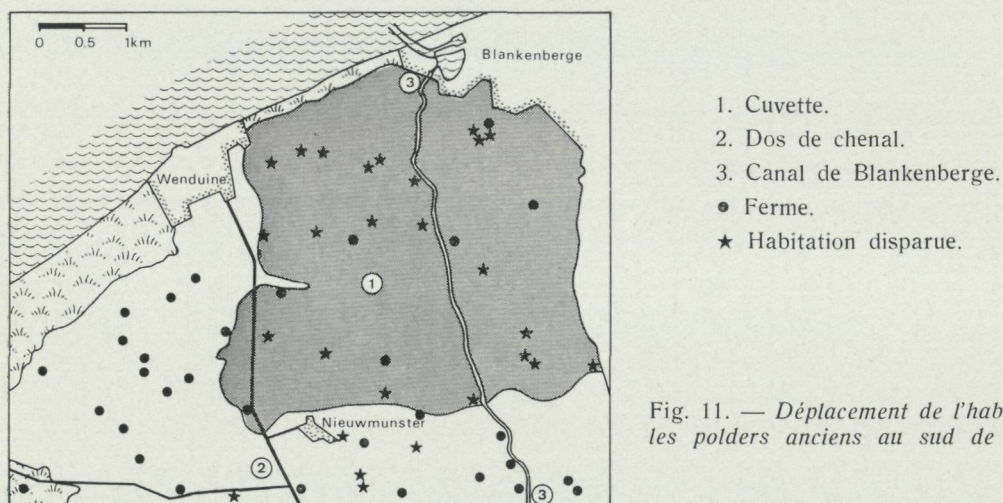 0 0.5 1km
Blankenberge
3
Wenduine
1
Nieuwmunster
2
3
1. Cuvette.
2. Dos de chenal.
3. Canal de Blankenberge.
Ferme.
★ Habitation disparue.
Fig. 11. — Déplacement de l'hab
les polders anciens au sud de